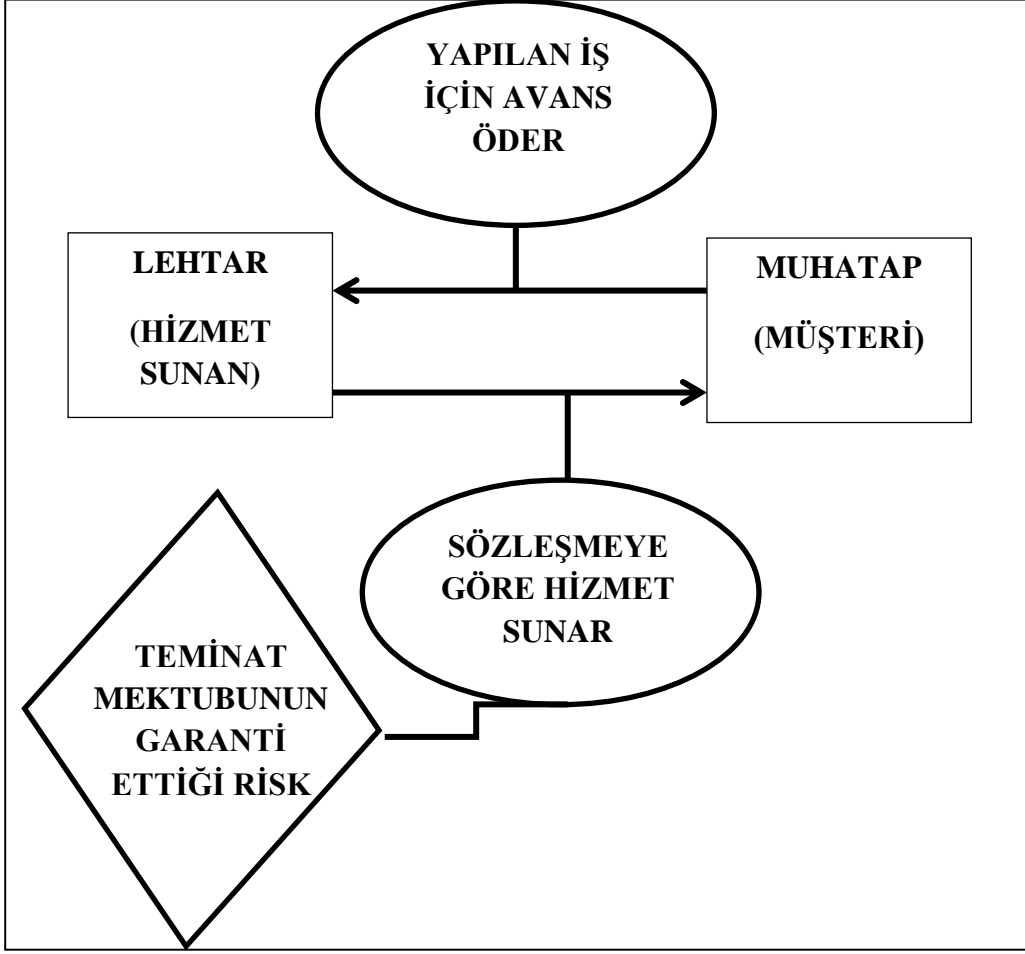 YAPILAN İŞ
İÇİN AVANS
ÖDER
LEHTAR
(HİZMET
SUNAN)
MUHATAP
(MÜŞTERİ)
SÖZLEŞMEYE
GÖRE HİZMET
SUNAR
TEMİNAT
MEKTUBUNUN
GARANTİ
ETTİĞİ RİSK